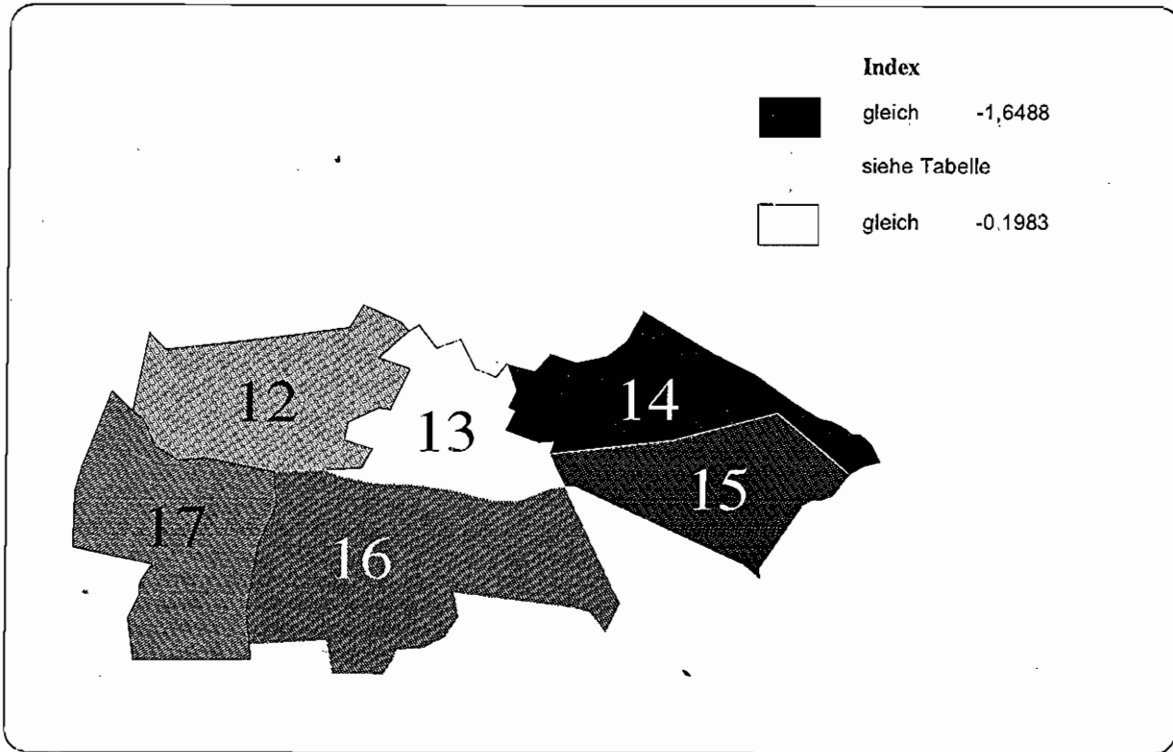 Index
gleich -1,6488
siehe Tabelle
gleich -0,1983
12
13
14
15
16
17